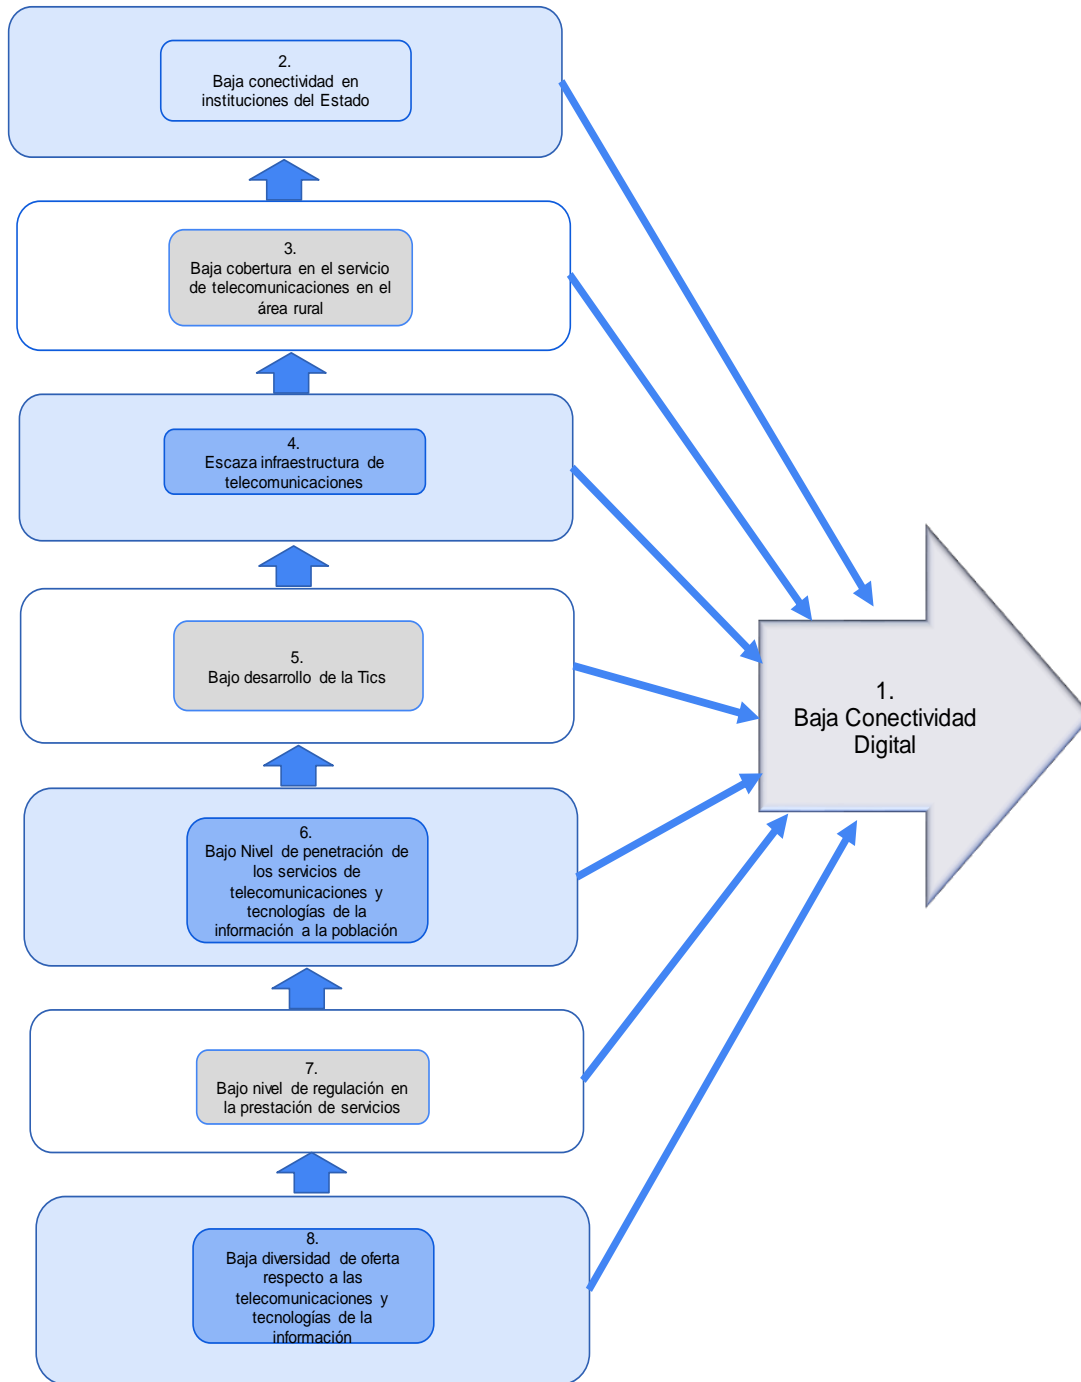 2.
Baja conectividad en
instituciones del Estado
3.
Baja cobertura en el servicio
de telecomunicaciones en el
área rural
4.
Escaza infraestructura de
telecomunicaciones
5.
Bajo desarrollo de la Tics
1.
Baja Conectividad
Digital
6.
Bajo Nivel de penetración de
los servicios de
telecomunicaciones y
tecnologías de la
información a la población
7.
Bajo nivel de regulación en
la prestación de servicios
8.
Baja diversidad de oferta
respecto a las
telecomunicaciones y
tecnologías de la
información